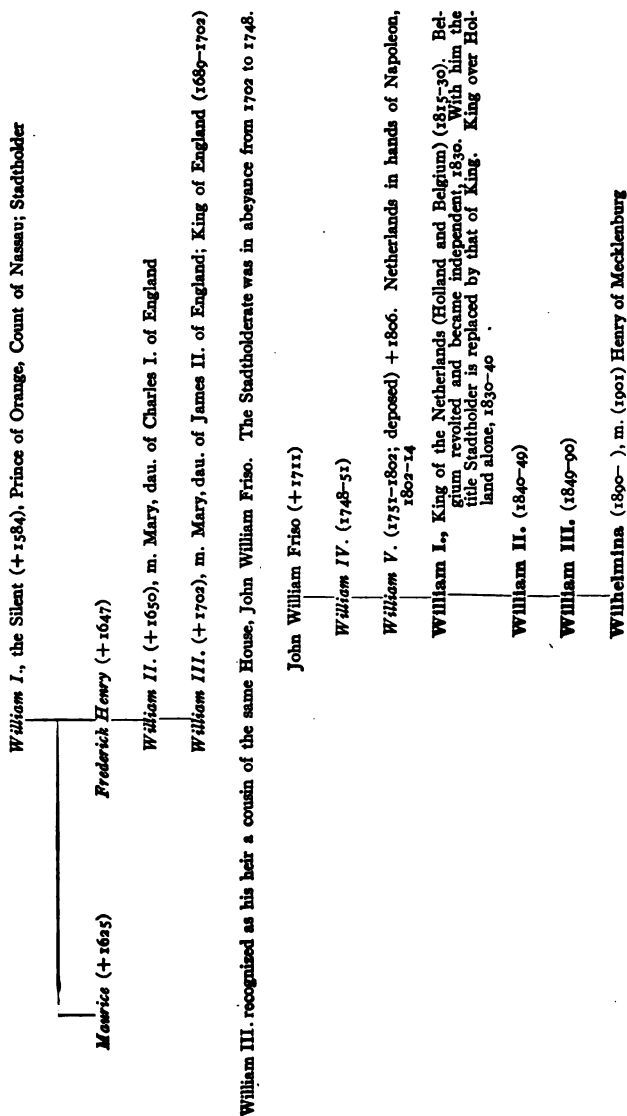 William I., the Silent (+1584), Prince of Orange, Count of Nassau; Stadtholder
Maurice (+1625)
Frederick Henry (+1647)
William II. (+1650), m. Mary, dau. of Charles I. of England
William III. (+1702), m. Mary, dau. of James II. of England; King of England (1689-1702)
William III. recognized as his heir a cousin of the same House, John William Friso. The Stadtholderate was in abeyance from 1702 to 1748.
John William Friso (+1711)
William IV. (1748-51)
William V. (1751-1802; deposed) +1806. Netherlands in hands of Napoleon,
1802-14
William I., King of the Netherlands (Holland and Belgium) (1815-30). Bel-
gium revolted and became independent, 1830. With him the
title Stadtholder is replaced by that of King. King over Hol-
land alone, 1830-40
William II. (1840-49)
William III. (1849-90)
Wilhelmina (1890- ), m. (1901) Henry of Mecklenburg